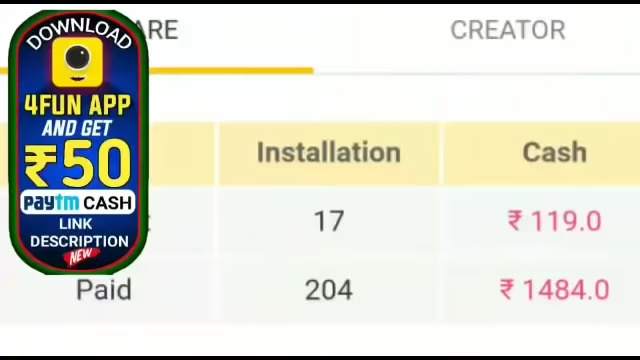 DOWNLOAD
4FUN APP
AND GET
₹50
Paytm CASH
LINK
DESCRIPTION
NEW
ARE CREATOR
Installation Cash
17 ₹ 119.0
Paid 204 ₹ 1484.0